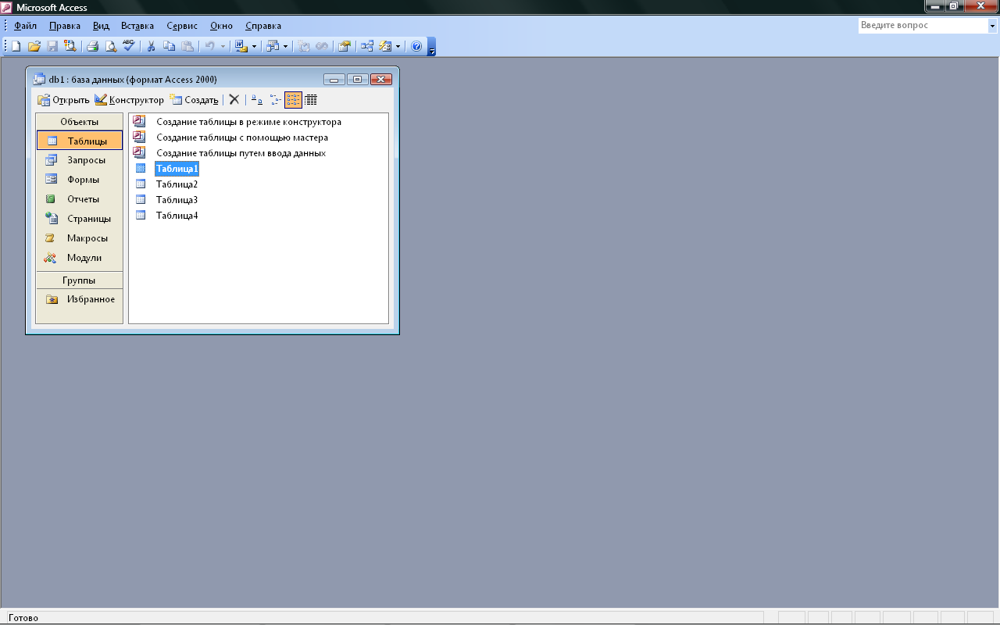 Microsoft Access
Файл Правка Вид Вставка Сервис Окно Справка Введите вопрос
ABC
db1 : база данных (формат Access 2000)
Открыть Конструктор Создать
Объекты
Таблицы
Запросы
Формы
Отчеты
Страницы
Макросы
Модули
Группы
Избранное
Создание таблицы в режиме конструктора
Создание таблицы с помощью мастера
Создание таблицы путем ввода данных
Таблица1
Таблица2
Таблица3
Таблица4
Готово